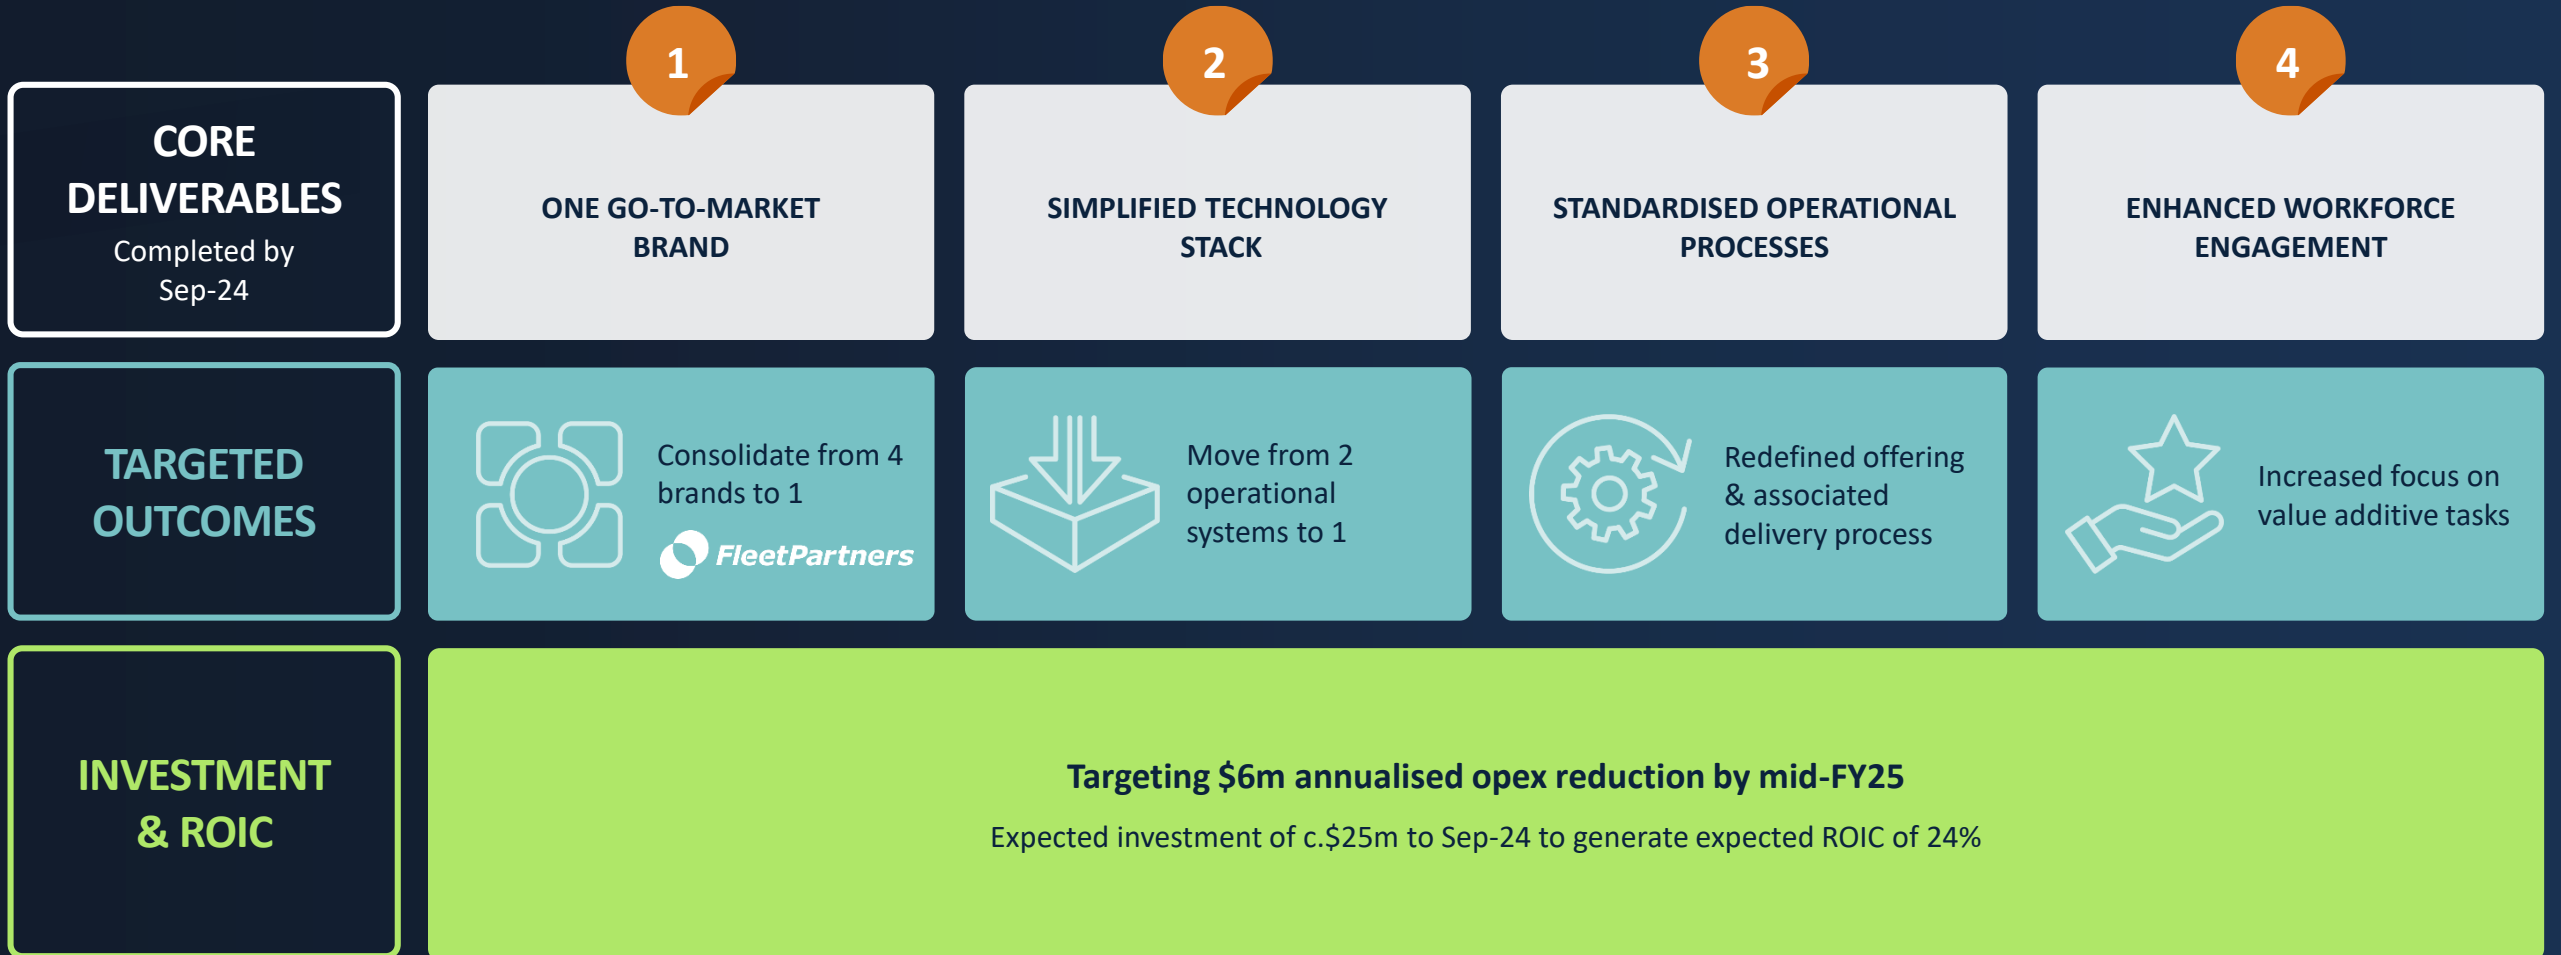 1
2
3
4
CORE
DELIVERABLES
Completed by
Sep-24
ONE GO-TO-MARKET
BRAND
SIMPLIFIED TECHNOLOGY
STACK
STANDARDISED OPERATIONAL
PROCESSES
ENHANCED WORKFORCE
ENGAGEMENT
TARGETED
OUTCOMES
Consolidate from 4
brands to 1
FleetPartners
Move from 2
operational
systems to 1
Redefined offering
& associated
delivery process
Increased focus on
value additive tasks
INVESTMENT
& ROIC
Targeting $6m annualised opex reduction by mid-FY25
Expected investment of c.$25m to Sep-24 to generate expected ROIC of 24%